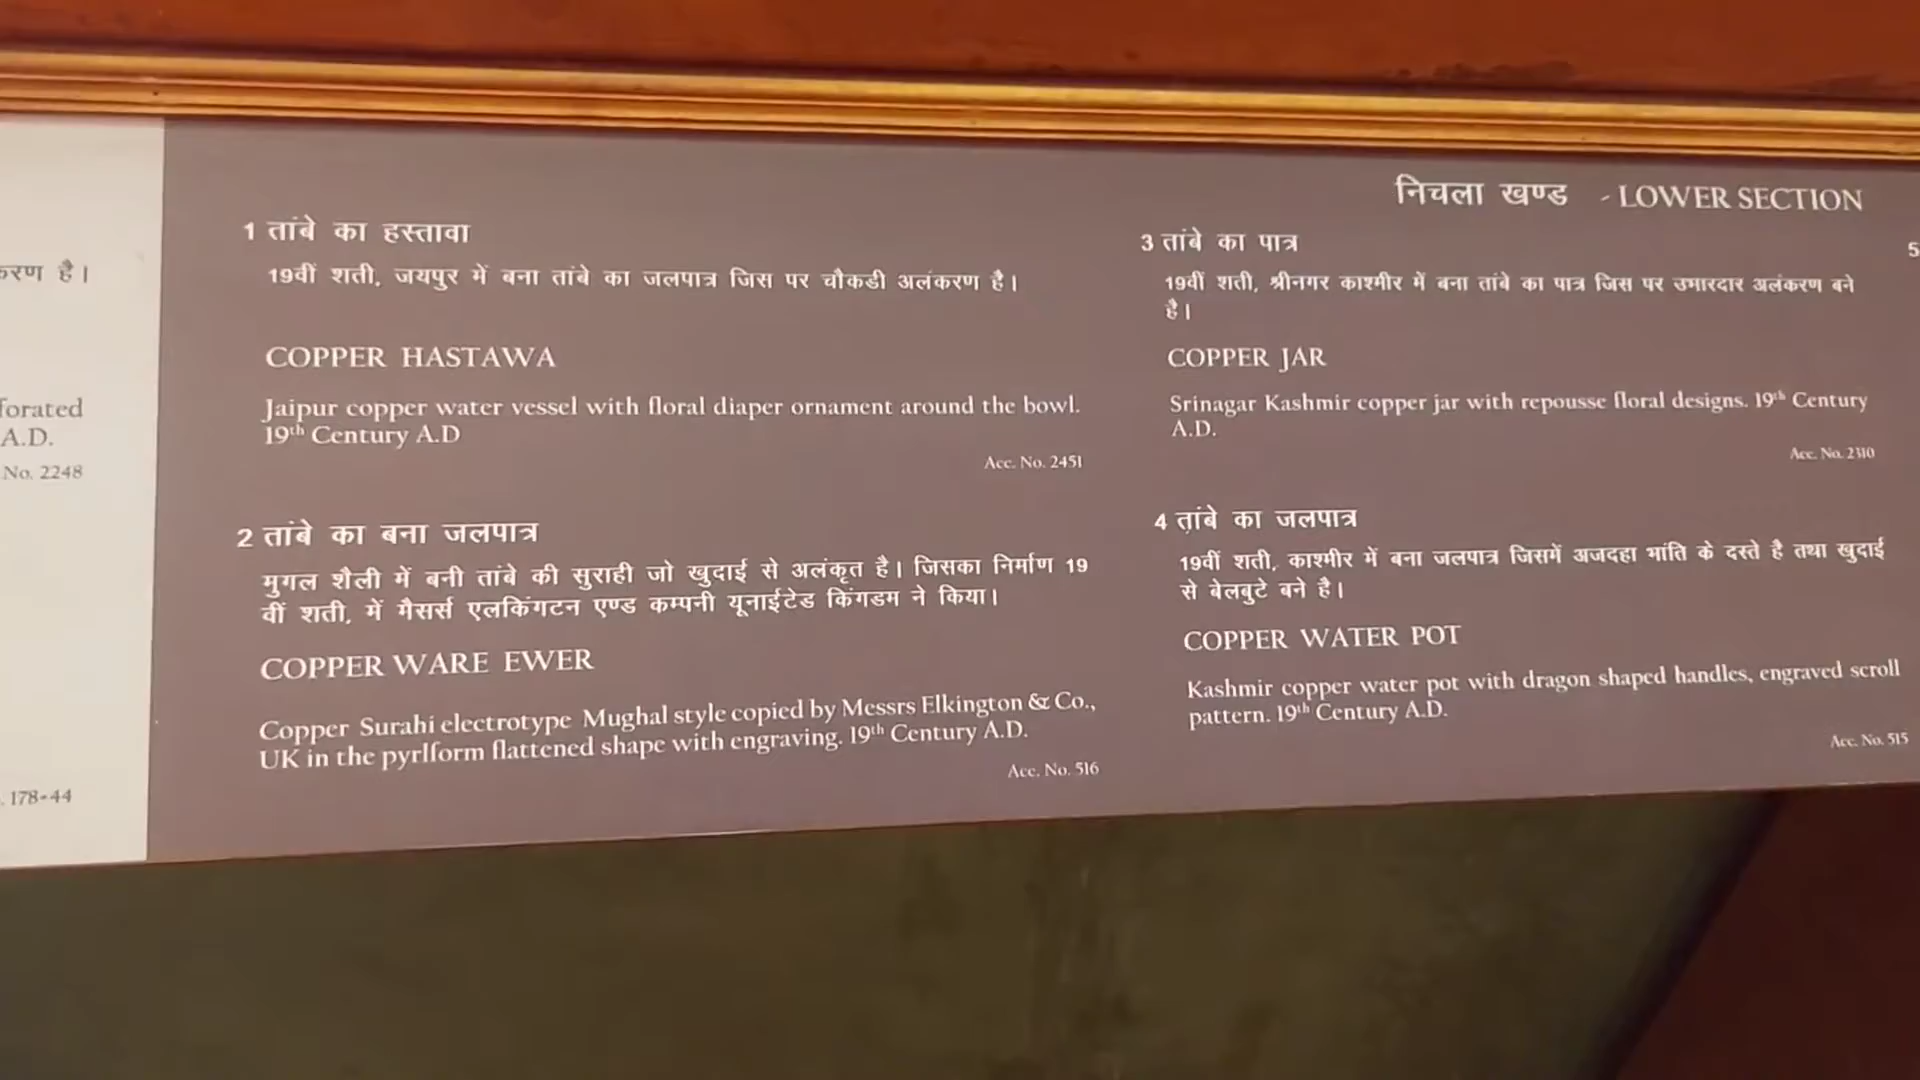 करण है।
forated
A.D.
No. 2248
178-44
निचला खण्ड - LOWER SECTION
1 तांबे का हस्तावा
19वीं शती, जयपुर में बना तांबे का जलपात्र जिस पर चौकडी अलंकरण है।
COPPER HASTAWA
Jaipur copper water vessel with floral diaper ornament around the bowl.
19th Century A.D
Acc. No. 2451
2 तांबे का बना जलपात्र
मुगल शैली में बनी तांबे की सुराही जो खुदाई से अलंकृत है। जिसका निर्माण 19
वीं शती, में मैसर्स एलकिंगटन एण्ड कम्पनी यूनाईटेड किंगडम ने किया।
COPPER WARE EWER
Copper Surahi electrotype Mughal style copied by Messrs Elkington & Co.,
UK in the pyrlform flattened shape with engraving. 19th Century A.D.
Acc. No. 516
3 तांबे का पात्र
19वीं शती, श्रीनगर काश्मीर में बना तांबे का पात्र जिस पर उभारदार अलंकरण बने
है।
COPPER JAR
Srinagar Kashmir copper jar with repousse floral designs. 19th Century
A.D.
Acc. No. 2310
4 तांबे का जलपात्र
19वीं शती, काश्मीर में बना जलपात्र जिसमें अजदहा भांति के दस्ते है तथा खुदाई
से बेलबुटे बने है।
COPPER WATER POT
Kashmir copper water pot with dragon shaped handles, engraved scroll
pattern. 19th Century A.D.
Acc. No. 515
5